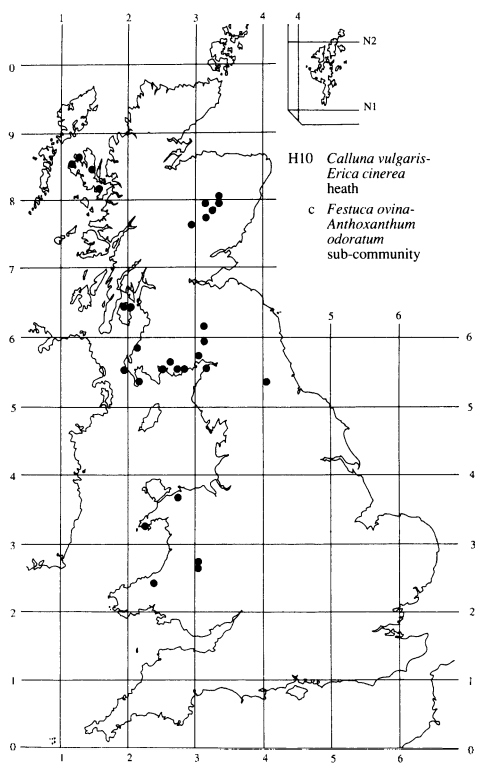 1 2 3 4
4
N2
N1
0
9
H10 Calluna vulgaris-
Erica cinerea
heath
8
c Festuca ovina-
Anthoxanthum
odoratum
sub-community
7
5 6
6 6
5 5
4 4
3 3
2 2
1 1
0 0
1 2 3 4 5 6